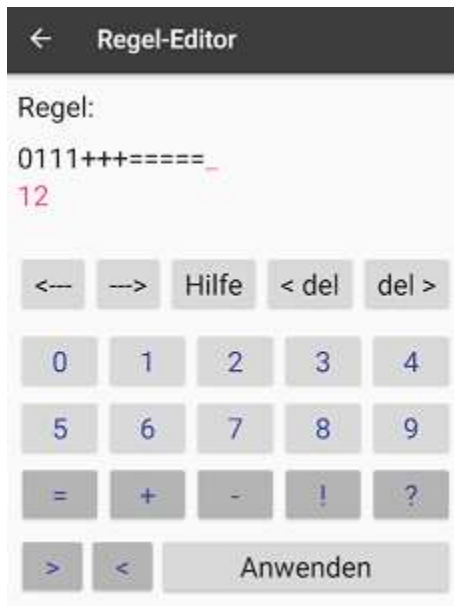 ← Regel-Editor
Regel:
0111+++=====_
12
<--- ---> Hilfe < del del >
0 1 2 3 4
5 6 7 8 9
= + - ! ?
> < Anwenden